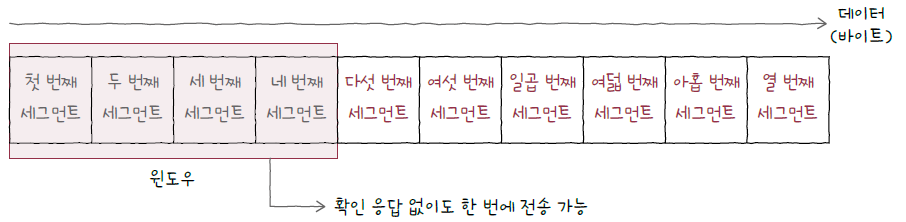 데이터
(바이트)
첫 번째 두 번째 세 번째 네 번째 다섯 번째 여섯 번째 일곱 번째 여덟 번째 아홉 번째 열 번째
세그먼트 세그먼트 세그먼트 세그먼트 세그먼트 세그먼트 세그먼트 세그먼트 세그먼트 세그먼트
윈도우
확인 응답 없이도 한 번에 전송 가능